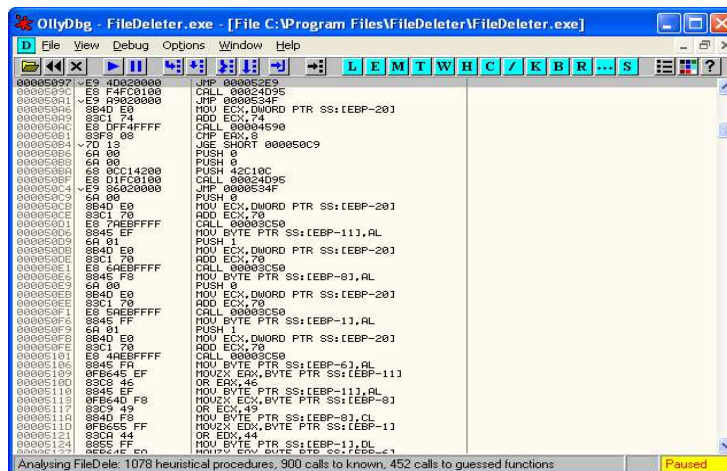 OllyDbg - FileDeleter.exe - [File C:\Program Files\FileDeleter\FileDeleter.exe]
D File View Debug Options Window Help
L E M T W H C / K B R ... S ?
00005097 E9 4D020000 JMP 000052E9
0000509C E8 F4FC0100 CALL 00024D95
000050A1 E9 A9020000 JMP 0000534F
000050A6 8B4D E0 MOV ECX,DWORD PTR SS:[EBP-20]
000050A9 83C1 74 ADD ECX,74
000050AC E8 DFF4FFFF CALL 00004590
000050B1 83F8 08 CMP EAX,8
000050B4 7D 13 JGE SHORT 000050C9
000050B6 6A 00 PUSH 0
000050B8 6A 00 PUSH 0
000050BA 68 0CC14200 PUSH 42C10C
000050BF E8 D1FC0100 CALL 00024D95
000050C4 E9 86020000 JMP 0000534F
000050C9 6A 00 PUSH 0
000050CB 8B4D E0 MOV ECX,DWORD PTR SS:[EBP-20]
000050CE 83C1 70 ADD ECX,70
000050D1 E8 7AEBFFFF CALL 00003C50
000050D6 8845 EF MOV BYTE PTR SS:[EBP-11],AL
000050D9 6A 01 PUSH 1
000050DB 8B4D E0 MOV ECX,DWORD PTR SS:[EBP-20]
000050DE 83C1 70 ADD ECX,70
000050E1 E8 6AEBFFFF CALL 00003C50
000050E6 8845 F8 MOV BYTE PTR SS:[EBP-8],AL
000050E9 6A 00 PUSH 0
000050EB 8B4D E0 MOV ECX,DWORD PTR SS:[EBP-20]
000050EE 83C1 70 ADD ECX,70
000050F1 E8 5AEBFFFF CALL 00003C50
000050F6 8845 FF MOV BYTE PTR SS:[EBP-1],AL
000050F9 6A 01 PUSH 1
000050FB 8B4D E0 MOV ECX,DWORD PTR SS:[EBP-20]
000050FE 83C1 70 ADD ECX,70
00005101 E8 4AEBFFFF CALL 00003C50
00005106 8845 FA MOV BYTE PTR SS:[EBP-6],AL
00005109 0FB645 EF MOVZX EAX,BYTE PTR SS:[EBP-11]
0000510D 83C8 46 OR EAX,46
00005110 8845 EF MOV BYTE PTR SS:[EBP-11],AL
00005113 0FB64D F8 MOVZX ECX,BYTE PTR SS:[EBP-8]
00005117 83C9 49 OR ECX,49
0000511A 884D F8 MOV BYTE PTR SS:[EBP-8],CL
0000511D 0FB655 FF MOVZX EDX,BYTE PTR SS:[EBP-1]
00005121 83CA 44 OR EDX,44
00005124 8855 FF MOV BYTE PTR SS:[EBP-1],DL
Analysing FileDele: 1078 heuristical procedures, 900 calls to known, 452 calls to guessed functions Paused